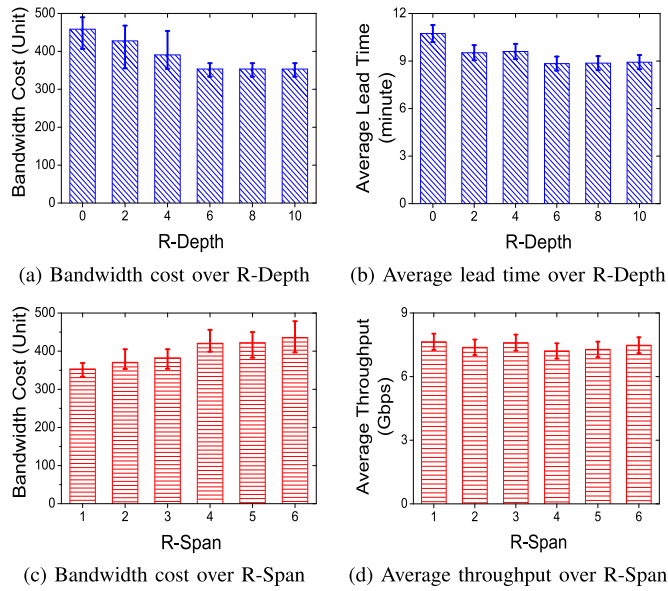 500
400
300
200
100
0
Bandwidth Cost (Unit)
0 2 4 6 8 10
R-Depth
(a) Bandwidth cost over R-Depth
12
9
6
3
0
Average Lead Time
(minute)
0 2 4 6 8 10
R-Depth
(b) Average lead time over R-Depth
500
400
300
200
100
0
Bandwidth Cost (Unit)
1 2 3 4 5 6
R-Span
(c) Bandwidth cost over R-Span
9
6
3
0
Average Throughput
(Gbps)
1 2 3 4 5 6
R-Span
(d) Average throughput over R-Span